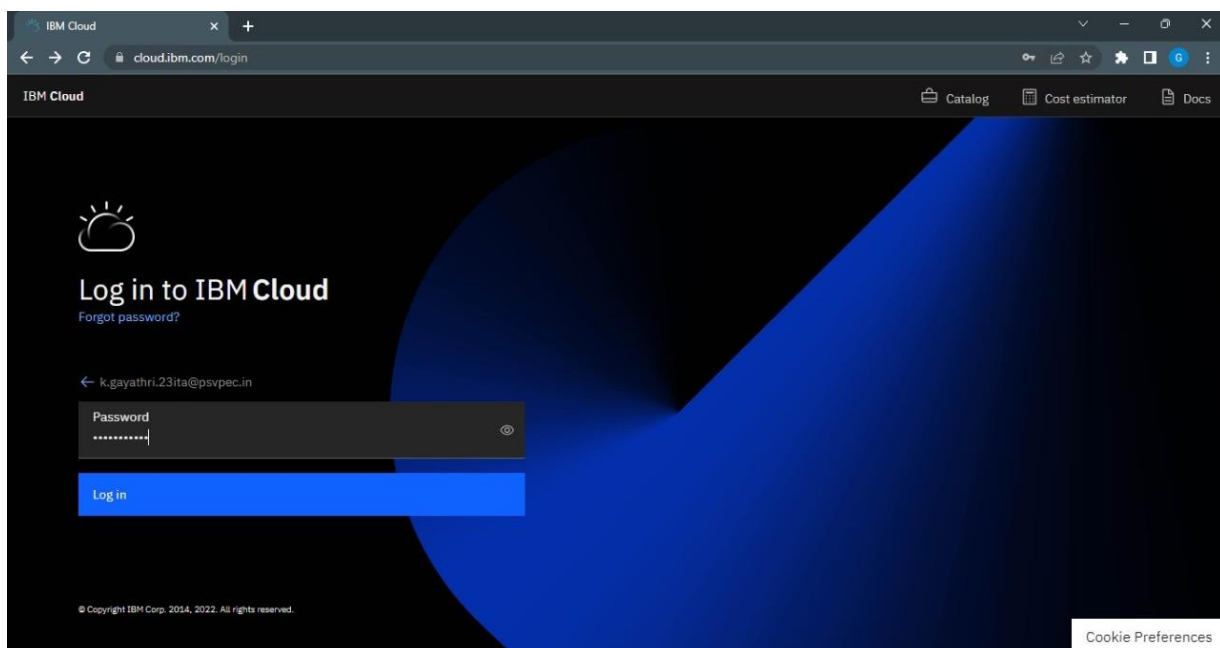 IBM Cloud
cloud.ibm.com/login
G
IBM Cloud
Catalog
Cost estimator
Docs
Log in to IBM Cloud
Forgot password?
k.gayathri.23ita@psvpec.in
Password
Log in
© Copyright IBM Corp. 2014, 2022. All rights reserved.
Cookie Preferences